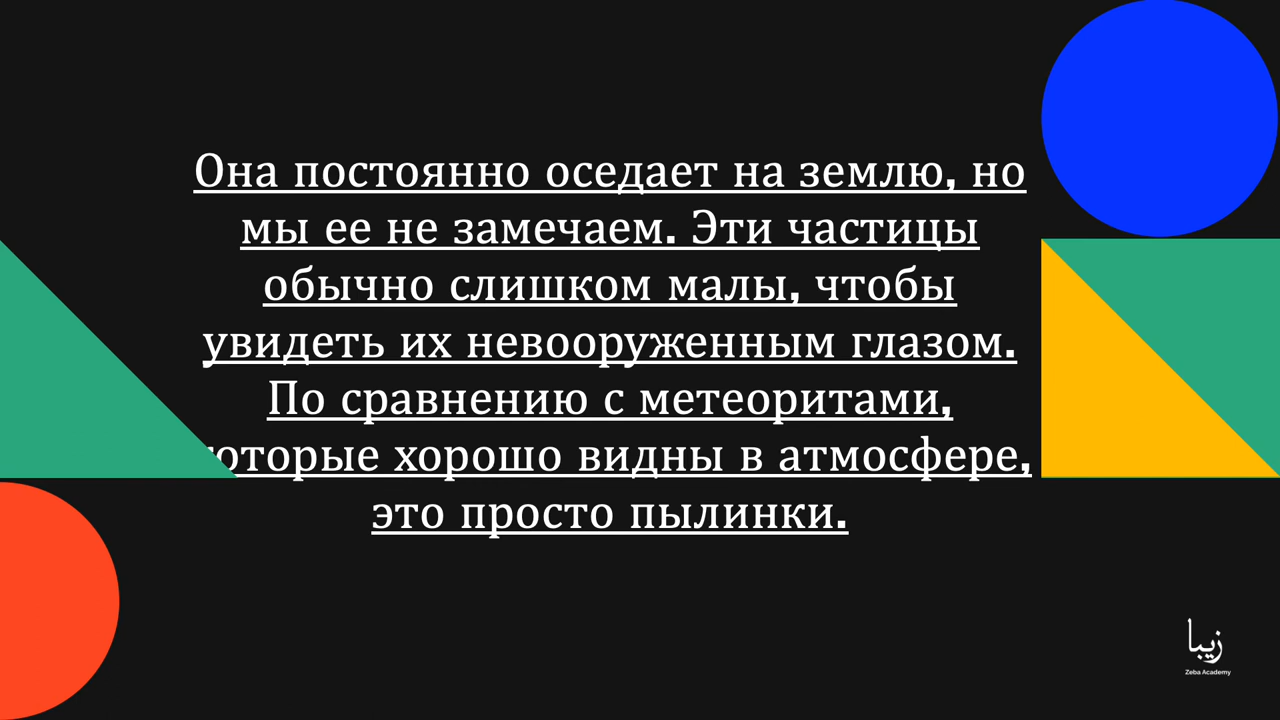 Она постоянно оседает на землю, но
мы ее не замечаем. Эти частицы
обычно слишком малы, чтобы
увидеть их невооруженным глазом.
По сравнению с метеоритами,
которые хорошо видны в атмосфере,
это просто пылинки.
زیبا
Zeba Academy